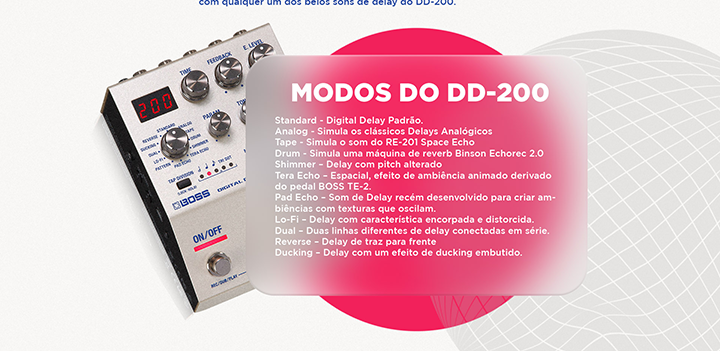 com qualquer um dos belos sons de delay do DD-200.
MODOS DO DD-200
Standard - Digital Delay Padrão.
Analog - Simula os clássicos Delays Analógicos
Tape - Simula o som do RE-201 Space Echo
Drum - Simula uma máquina de reverb Binson Echorec 2.0
Shimmer – Delay com pitch alterado
Tera Echo – Espacial, efeito de ambiência animado derivado
do pedal BOSS TE-2.
Pad Echo – Som de Delay recém desenvolvido para criar am-
biências com texturas que oscilam.
Lo-Fi – Delay com característica encorpada e distorcida.
Dual – Duas linhas diferentes de delay conectadas em série.
Reverse – Delay de traz para frente
Ducking – Delay com um efeito de ducking embutido.
TIME
FEEDBACK
E. LEVEL
200
PARAM
STANDARD
ANALOG
REVERSE
TAPE
DUCKING
DRUM
DUAL
LO-FI
TERA ECHO
PATTERN
PAD ECHO
TAP DIVISION
BOSS
DIGITAL
ON/OFF